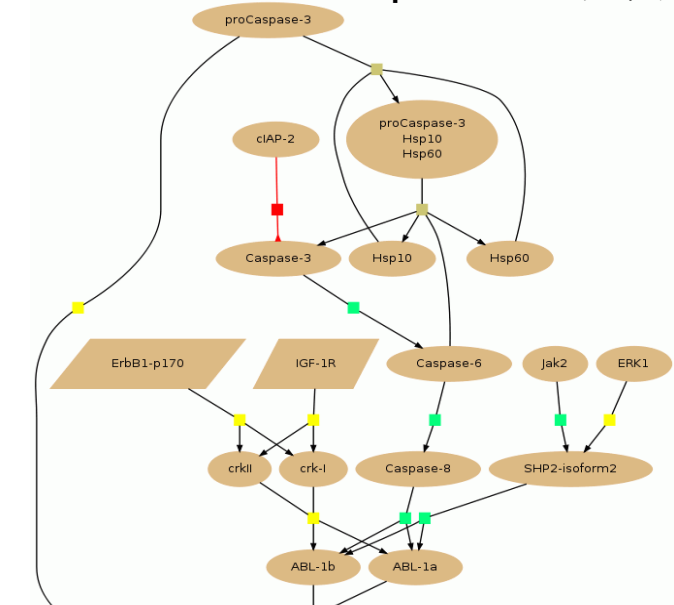 proCaspase-3
cIAP-2
proCaspase-3
Hsp10
Hsp60
Caspase-3
Hsp10
Hsp60
ErbB1-p170
IGF-1R
Caspase-6
Jak2
ERK1
crkII
crk-I
Caspase-8
SHP2-isoform2
ABL-1b
ABL-1a